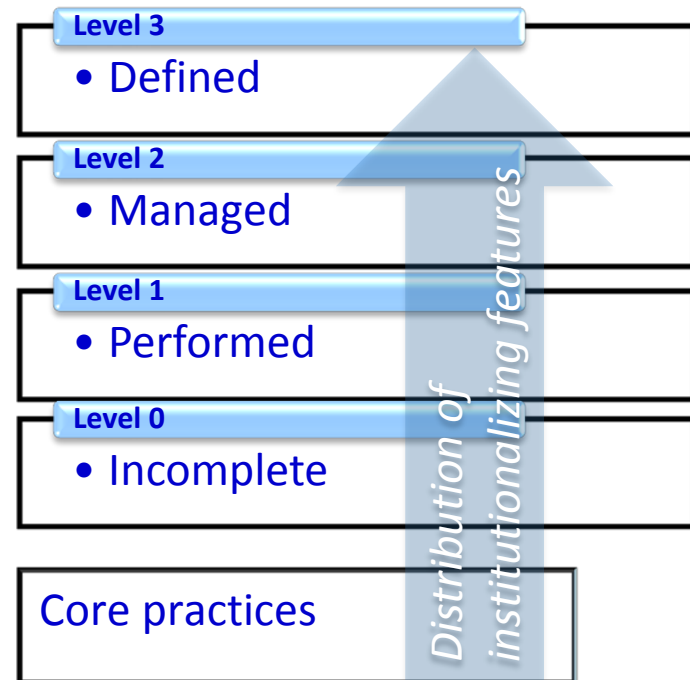 Level 3
• Defined
Level 2
• Managed
Level 1
• Performed
Level 0
• Incomplete
Core practices
Distribution of
institutionalizing features